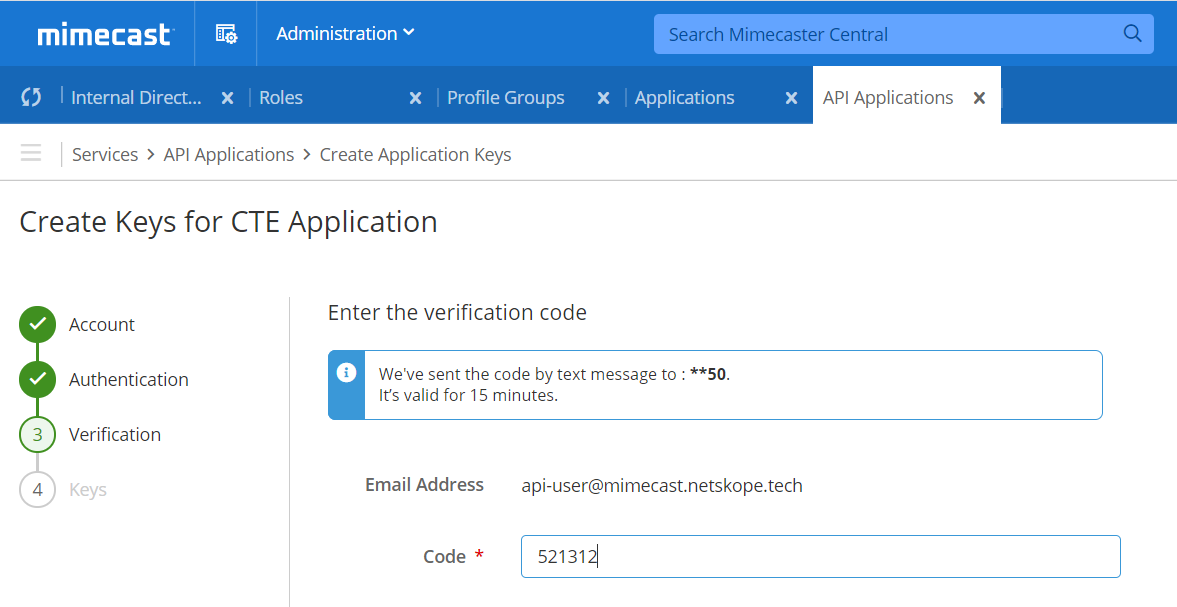 mimecast Administration Search Mimecaster Central
Internal Direct... Roles Profile Groups Applications API Applications
Services > API Applications > Create Application Keys
Create Keys for CTE Application
Account
Authentication
3 Verification
4 Keys
Enter the verification code
We've sent the code by text message to : **50.
It's valid for 15 minutes.
Email Address api-user@mimecast.netskope.tech
Code * 521312